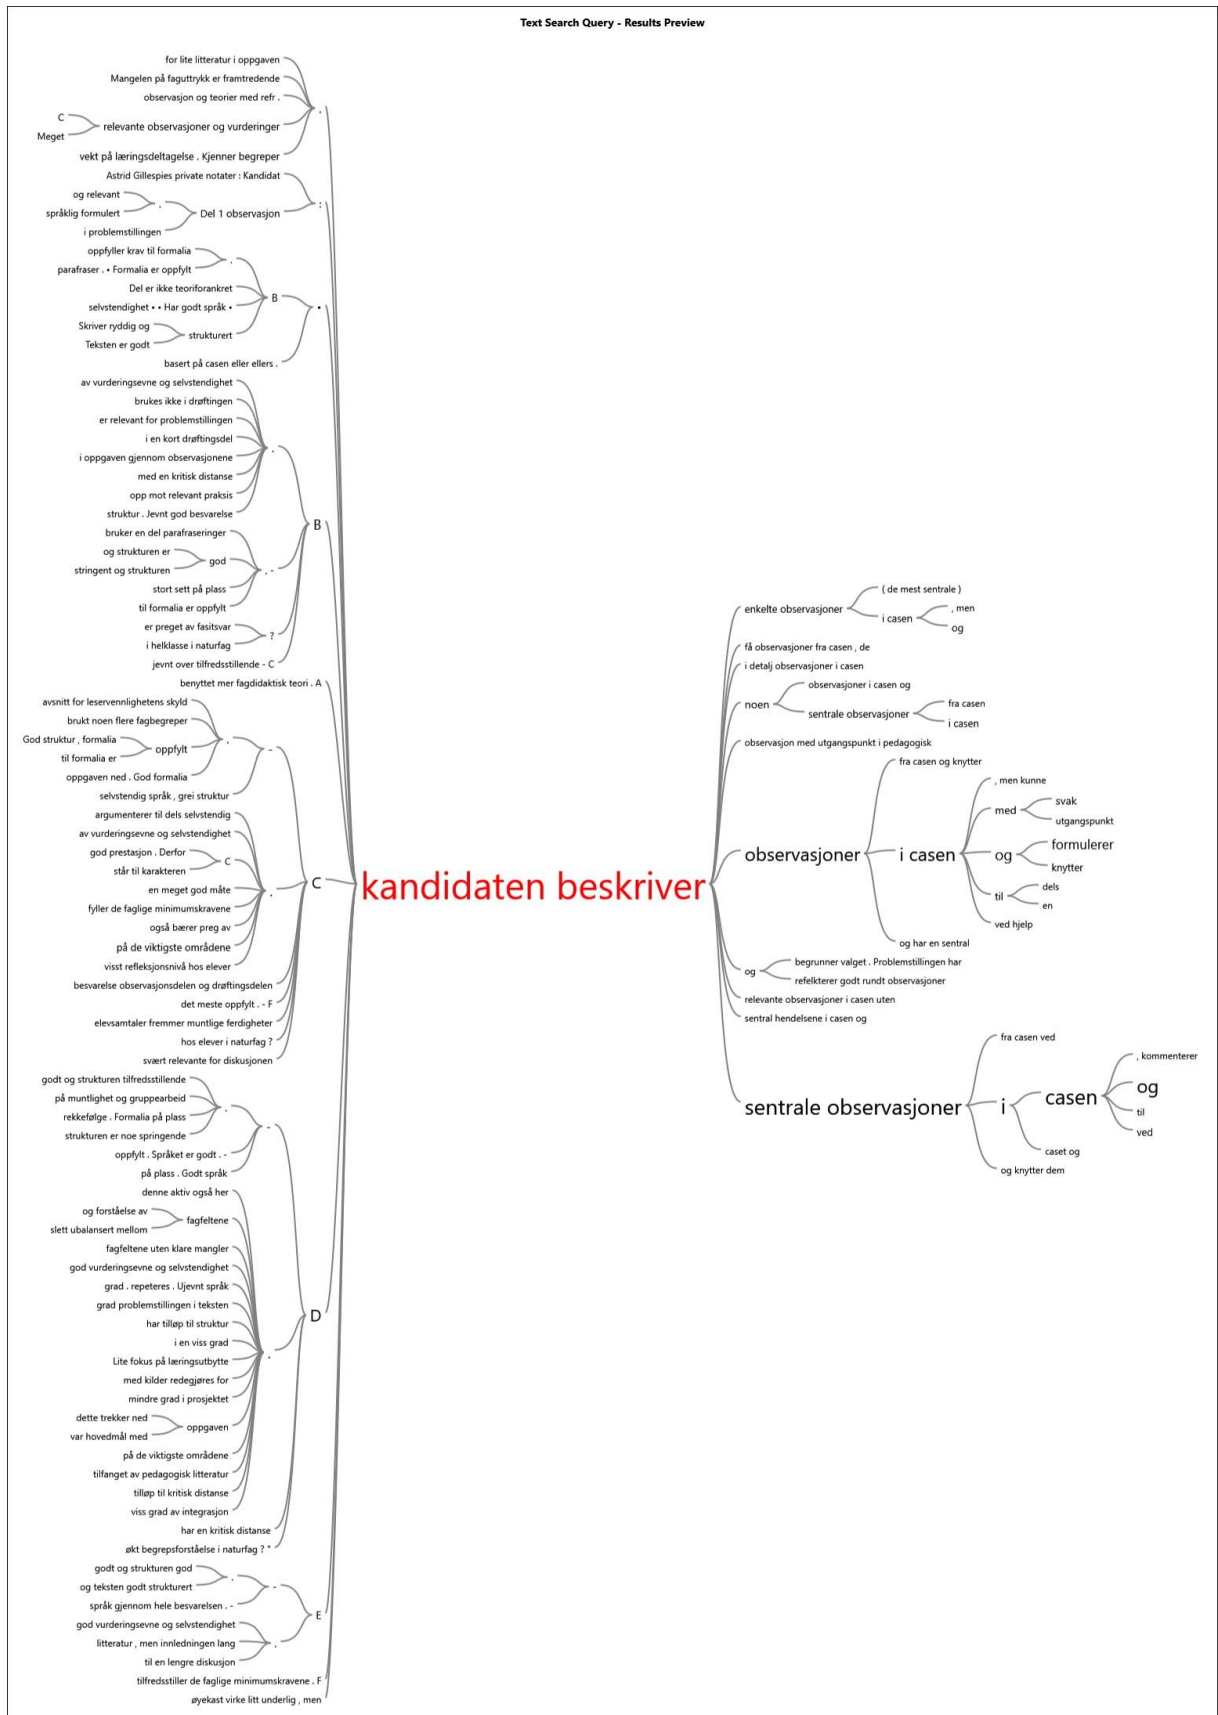 Text Search Query - Results Preview
for lite litteratur i oppgaven
Mangelen på faguttrykk er framtredende
observasjon og teorier med refr .
.
C
relevante observasjoner og vurderinger
Meget
vekt på læringsdeltagelse . Kjenner begreper
Astrid Gillespies private notater : Kandidat
og relevant
.
:
språklig formulert
Del 1 observasjon
i problemstillingen
oppfyller krav til formalia
.
parafraser . • Formalia er oppfylt
Del er ikke teoriforankret
B
selvstendighet • • Har godt språk •
•
Skriver ryddig og
strukturert
Teksten er godt
basert på casen eller ellers .
av vurderingsevne og selvstendighet
brukes ikke i drøftingen
er relevant for problemstillingen
i en kort drøftingsdel
.
i oppgaven gjennom observasjonene
med en kritisk distanse
opp mot relevant praksis
struktur . Jevnt god besvarelse
B
bruker en del parafraseringer
og strukturen er
god
. -
stringent og strukturen
stort sett på plass
til formalia er oppfylt
er preget av fasitsvar
?
i helklasse i naturfag
jevnt over tilfredsstillende - C
benyttet mer fagdidaktisk teori . A
avsnitt for leservennlighetens skyld
brukt noen flere fagbegreper
.
-
God struktur , formalia
oppfylt
til formalia er
oppgaven ned . God formalia
selvstendig språk , grei struktur
argumenterer til dels selvstendig
av vurderingsevne og selvstendighet
god prestasjon . Derfor
C
står til karakteren
C
en meget god måte
.
fyller de faglige minimumskravene
også bærer preg av
på de viktigste områdene
visst refleksjonsnivå hos elever
besvarelse observasjonsdelen og drøftingsdelen
det meste oppfylt . - F
elevsamtaler fremmer muntlige ferdigheter
hos elever i naturfag ?
svært relevante for diskusjonen
godt og strukturen tilfredsstillende
på muntlighet og gruppearbeid
.
rekkefølge . Formalia på plass
-
strukturen er noe springende
oppfylt . Språket er godt . -
på plass . Godt språk
denne aktiv også her
og forståelse av
fagfeltene
slett ubalansert mellom
fagfeltene uten klare mangler
god vurderingsevne og selvstendighet
grad . repeteres . Ujevnt språk
grad problemstillingen i teksten
D
har tilløp til struktur
i en viss grad
.
Lite fokus på læringsutbytte
med kilder redegjøres for
mindre grad i prosjektet
dette trekker ned
oppgaven
var hovedmål med
på de viktigste områdene
tilfanget av pedagogisk litteratur
tilløp til kritisk distanse
viss grad av integrasjon
har en kritisk distanse
økt begrepsforståelse i naturfag ? "
godt og strukturen god
.
og teksten godt strukturert
-
språk gjennom hele besvarelsen . -
E
god vurderingsevne og selvstendighet
litteratur , men innledningen lang
.
til en lengre diskusjon
tilfredsstiller de faglige minimumskravene . F
øyekast virke litt underlig , men
kandidaten beskriver
enkelte observasjoner
( de mest sentrale )
i casen
, men
og
få observasjoner fra casen , de
i detalj observasjoner i casen
noen
observasjoner i casen og
sentrale observasjoner
fra casen
i casen
observasjon med utgangspunkt i pedagogisk
observasjoner
fra casen og knytter
i casen
, men kunne
med
svak
utgangspunkt
og
formulerer
knytter
til
dels
en
ved hjelp
og har en sentral
og
begrunner valget . Problemstillingen har
refelkterer godt rundt observasjoner
relevante observasjoner i casen uten
sentral hendelsene i casen og
sentrale observasjoner
fra casen ved
i
casen
, kommenterer
og
til
ved
caset og
og knytter dem